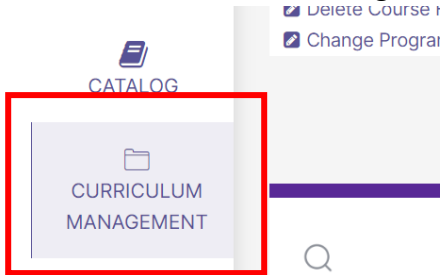 Delete Course
Change Program
CATALOG
CURRICULUM
MANAGEMENT